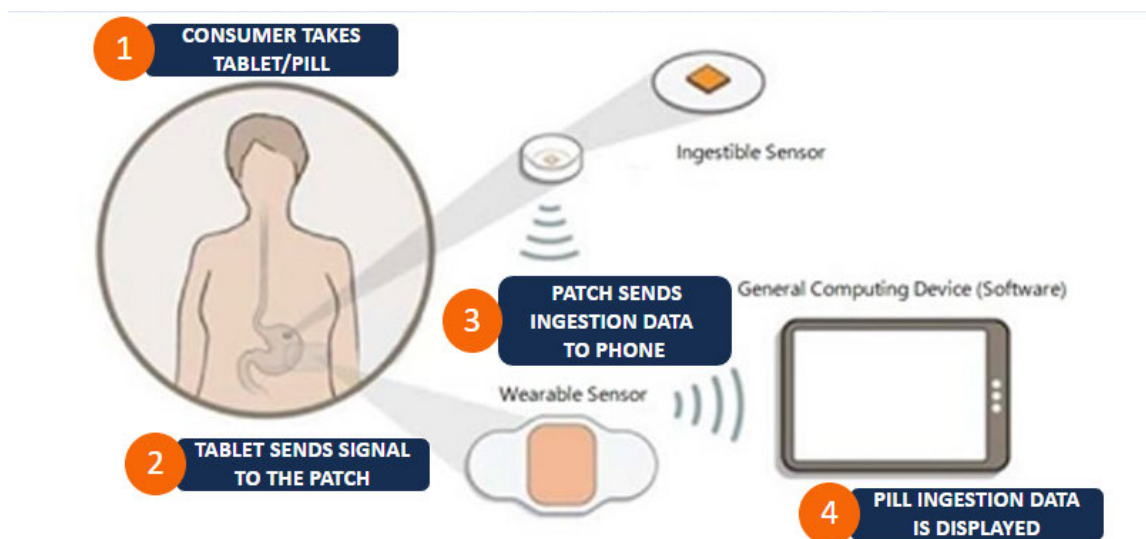 1
CONSUMER TAKES
TABLET/PILL
Ingestible Sensor
3
PATCH SENDS
INGESTION DATA
TO PHONE
General Computing Device (Software)
Wearable Sensor
2
TABLET SENDS SIGNAL
TO THE PATCH
4
PILL INGESTION DATA
IS DISPLAYED